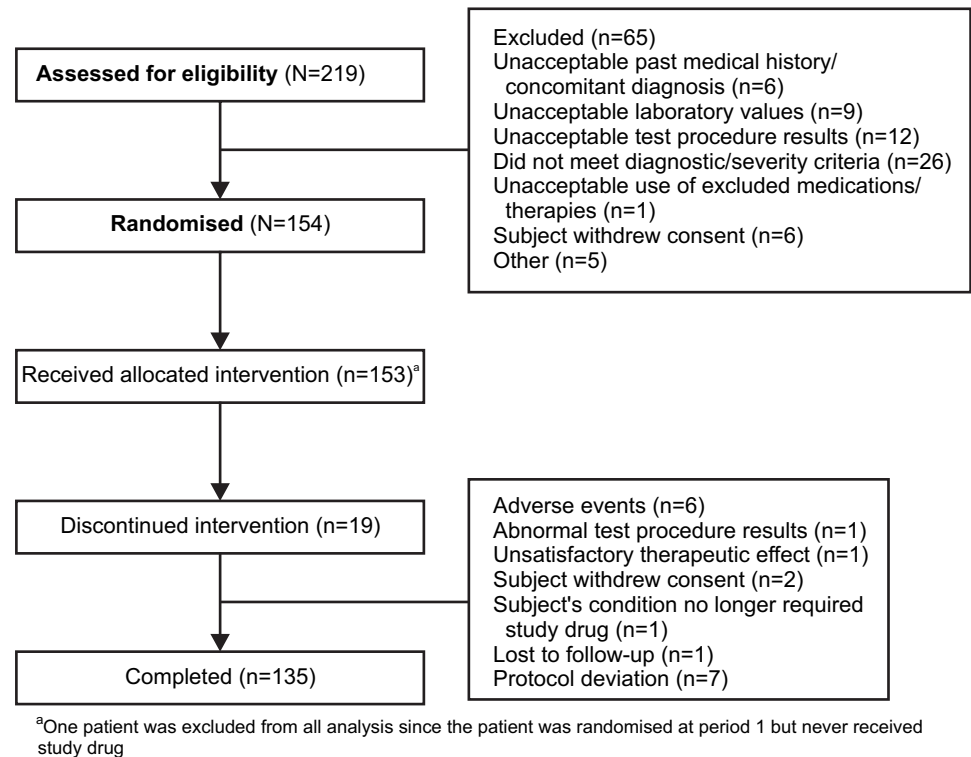 Assessed for eligibility (N=219)
Excluded (n=65)
Unacceptable past medical history/
concomitant diagnosis (n=6)
Unacceptable laboratory values (n=9)
Unacceptable test procedure results (n=12)
Did not meet diagnostic/severity criteria (n=26)
Unacceptable use of excluded medications/
therapies (n=1)
Subject withdrew consent (n=6)
Other (n=5)
Randomised (N=154)
Received allocated intervention (n=153)a
Discontinued intervention (n=19)
Adverse events (n=6)
Abnormal test procedure results (n=1)
Unsatisfactory therapeutic effect (n=1)
Subject withdrew consent (n=2)
Subject's condition no longer required
study drug (n=1)
Lost to follow-up (n=1)
Protocol deviation (n=7)
Completed (n=135)
aOne patient was excluded from all analysis since the patient was randomised at period 1 but never received
study drug